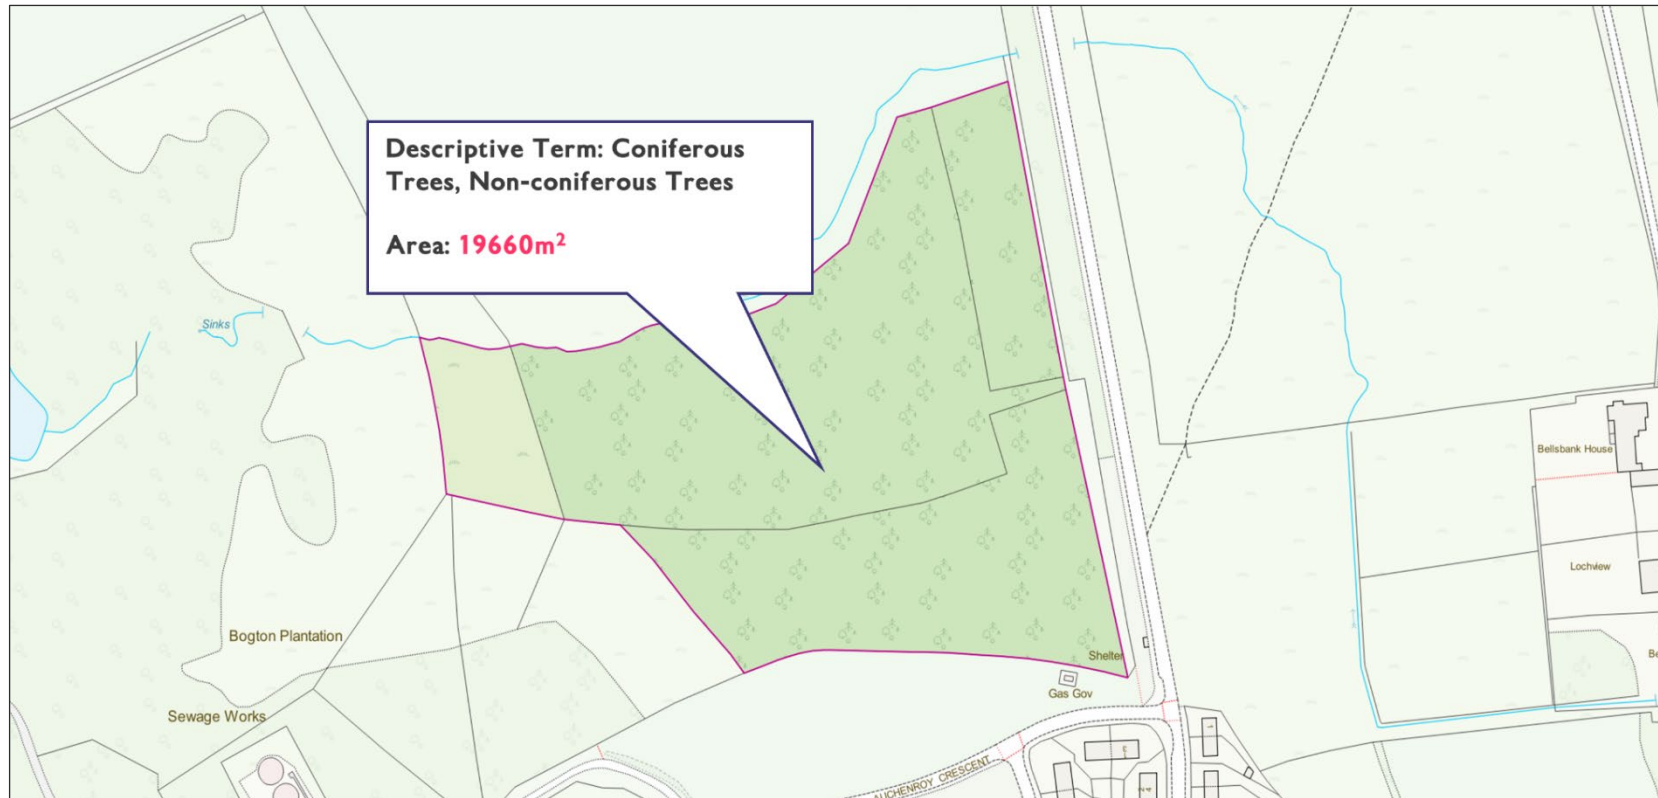 Descriptive Term: Coniferous
Trees, Non-coniferous Trees
Area: 19660m²
Sinks
Bellsbank House
Lochview
Bogton Plantation
Shelter
Be
Gas Gov
Sewage Works
AUCHENROY CRESCENT